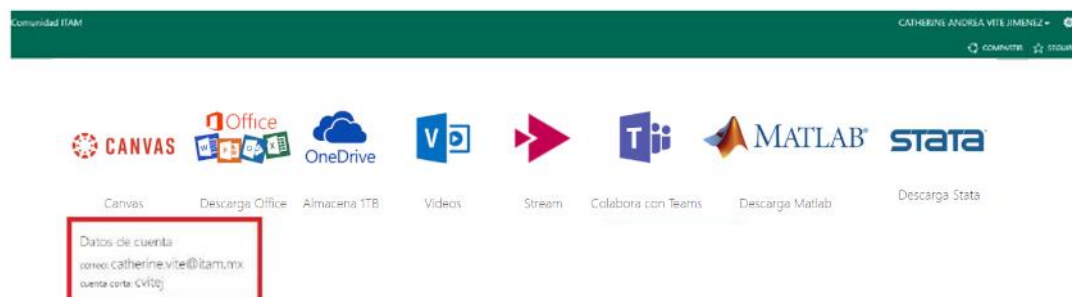 Comunidad ITAM
CATHERINE ANDREA VITE JIMENEZ
COMPARTIR SEGUIR
CANVAS
Office
OneDrive
MATLAB®
stata
Canvas
Descarga Office
Almacena 1TB
Videos
Stream
Colabora con Teams
Descarga Matlab
Descarga Stata
Datos de cuenta
correo: catherine.vite@itam.mx
cuenta corta: cvitej